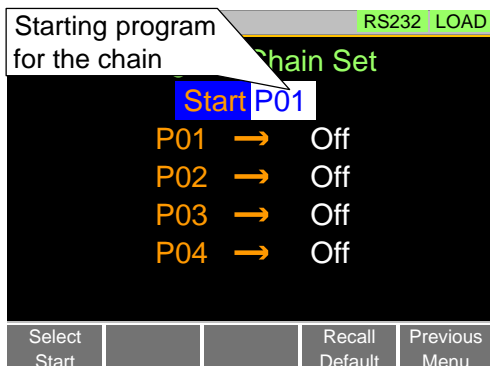 Starting program
for the chain
RS232 LOAD
Chain Set
Start P01
P01 → Off
P02 → Off
P03 → Off
P04 → Off
Select Start
Recall Default
Previous Menu